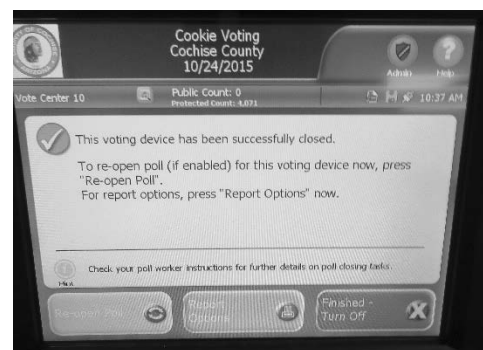 Cookie Voting
Cochise County
10/24/2015
Admin
Help
Vote Center 10
Public Count: 0
Protected Count: 4,071
10:37 AM
This voting device has been successfully closed.
To re-open poll (if enabled) for this voting device now, press
"Re-open Poll".
For report options, press "Report Options" now.
Check your poll worker instructions for further details on poll closing tasks.
Re-open Poll
Report
Options
Finished -
Turn Off